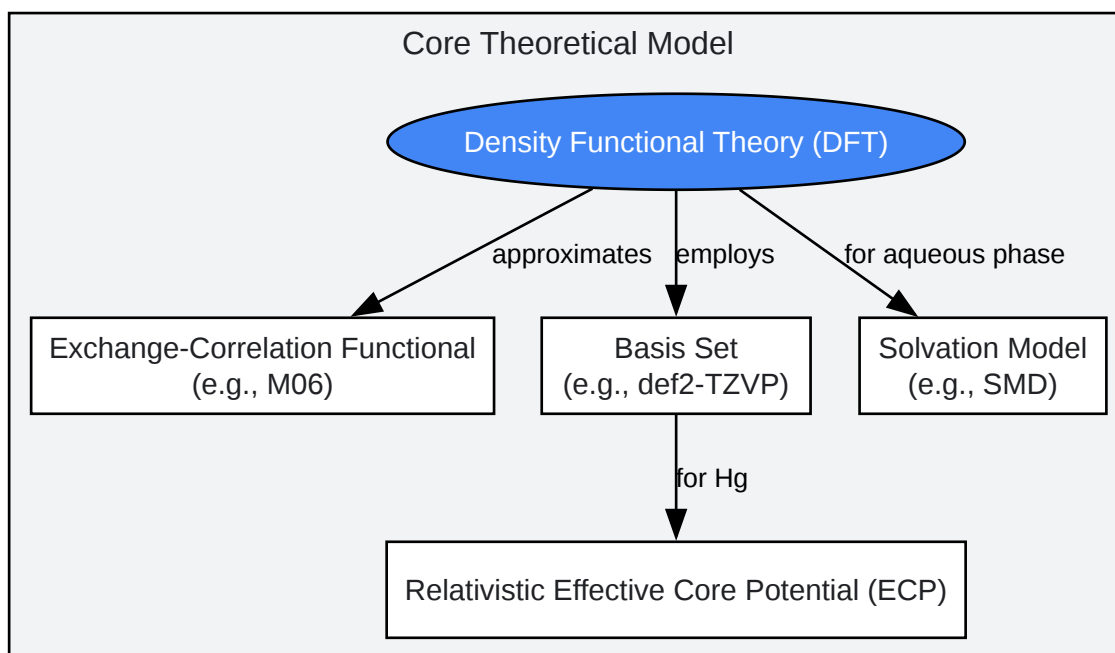 Core Theoretical Model
Density Functional Theory (DFT)
approximates
employs
for aqueous phase
Exchange-Correlation Functional
(e.g., M06)
Basis Set
(e.g., def2-TZVP)
Solvation Model
(e.g., SMD)
for Hg
Relativistic Effective Core Potential (ECP)